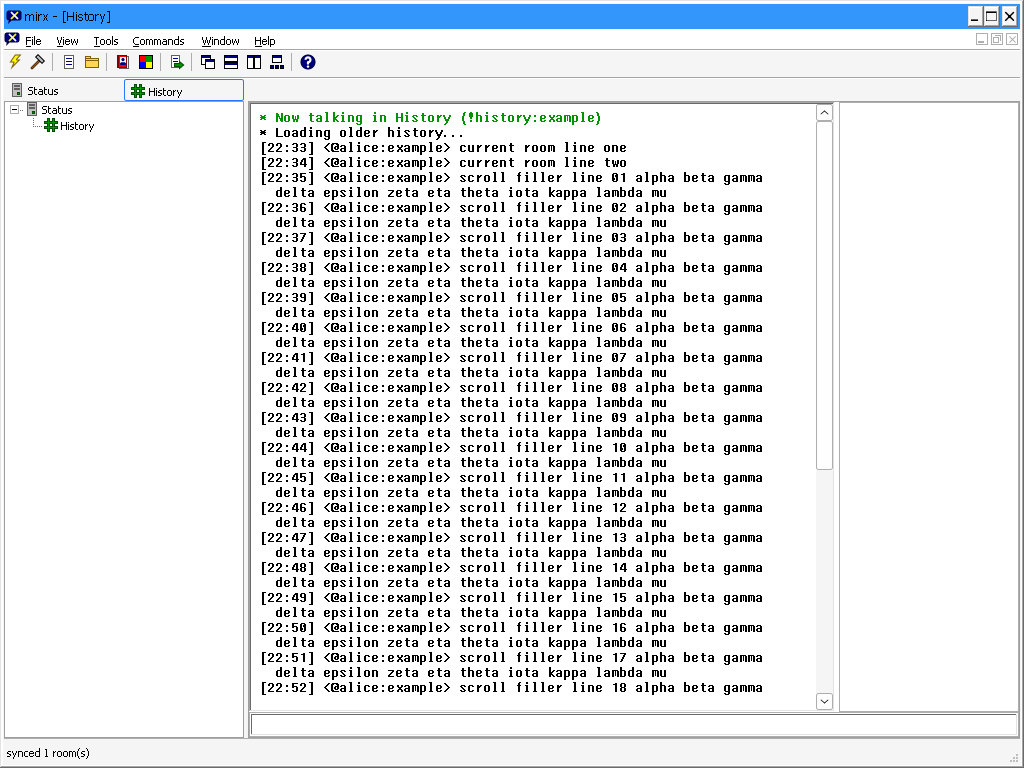 mirx - [History]
File View Tools Commands Window Help
Status History
Status
History
* Now talking in History (!history:example)
* Loading older history...
[22:33] <@alice:example> current room line one
[22:34] <@alice:example> current room line two
[22:35] <@alice:example> scroll filler line 01 alpha beta gamma
delta epsilon zeta eta theta iota kappa lambda mu
[22:36] <@alice:example> scroll filler line 02 alpha beta gamma
delta epsilon zeta eta theta iota kappa lambda mu
[22:37] <@alice:example> scroll filler line 03 alpha beta gamma
delta epsilon zeta eta theta iota kappa lambda mu
[22:38] <@alice:example> scroll filler line 04 alpha beta gamma
delta epsilon zeta eta theta iota kappa lambda mu
[22:39] <@alice:example> scroll filler line 05 alpha beta gamma
delta epsilon zeta eta theta iota kappa lambda mu
[22:40] <@alice:example> scroll filler line 06 alpha beta gamma
delta epsilon zeta eta theta iota kappa lambda mu
[22:41] <@alice:example> scroll filler line 07 alpha beta gamma
delta epsilon zeta eta theta iota kappa lambda mu
[22:42] <@alice:example> scroll filler line 08 alpha beta gamma
delta epsilon zeta eta theta iota kappa lambda mu
[22:43] <@alice:example> scroll filler line 09 alpha beta gamma
delta epsilon zeta eta theta iota kappa lambda mu
[22:44] <@alice:example> scroll filler line 10 alpha beta gamma
delta epsilon zeta eta theta iota kappa lambda mu
[22:45] <@alice:example> scroll filler line 11 alpha beta gamma
delta epsilon zeta eta theta iota kappa lambda mu
[22:46] <@alice:example> scroll filler line 12 alpha beta gamma
delta epsilon zeta eta theta iota kappa lambda mu
[22:47] <@alice:example> scroll filler line 13 alpha beta gamma
delta epsilon zeta eta theta iota kappa lambda mu
[22:48] <@alice:example> scroll filler line 14 alpha beta gamma
delta epsilon zeta eta theta iota kappa lambda mu
[22:49] <@alice:example> scroll filler line 15 alpha beta gamma
delta epsilon zeta eta theta iota kappa lambda mu
[22:50] <@alice:example> scroll filler line 16 alpha beta gamma
delta epsilon zeta eta theta iota kappa lambda mu
[22:51] <@alice:example> scroll filler line 17 alpha beta gamma
delta epsilon zeta eta theta iota kappa lambda mu
[22:52] <@alice:example> scroll filler line 18 alpha beta gamma
synced 1 room(s)